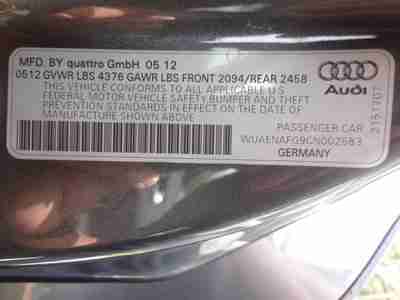 MFD. BY quattro GmbH 05 12
0512 GVWR LBS 4376 GAWR LBS FRONT 2094/REAR 2458
THIS VEHICLE CONFORMS TO ALL APPLICABLE U.S
FEDERAL MOTOR VEHICLE SAFETY, BUMPER AND THEFT
PREVENTION STANDARDS IN EFFECT ON THE DATE OF
MANUFACTURE SHOWN ABOVE.
Audi
2151707
PASSENGER CAR
WUAENAFG9CN002683
GERMANY